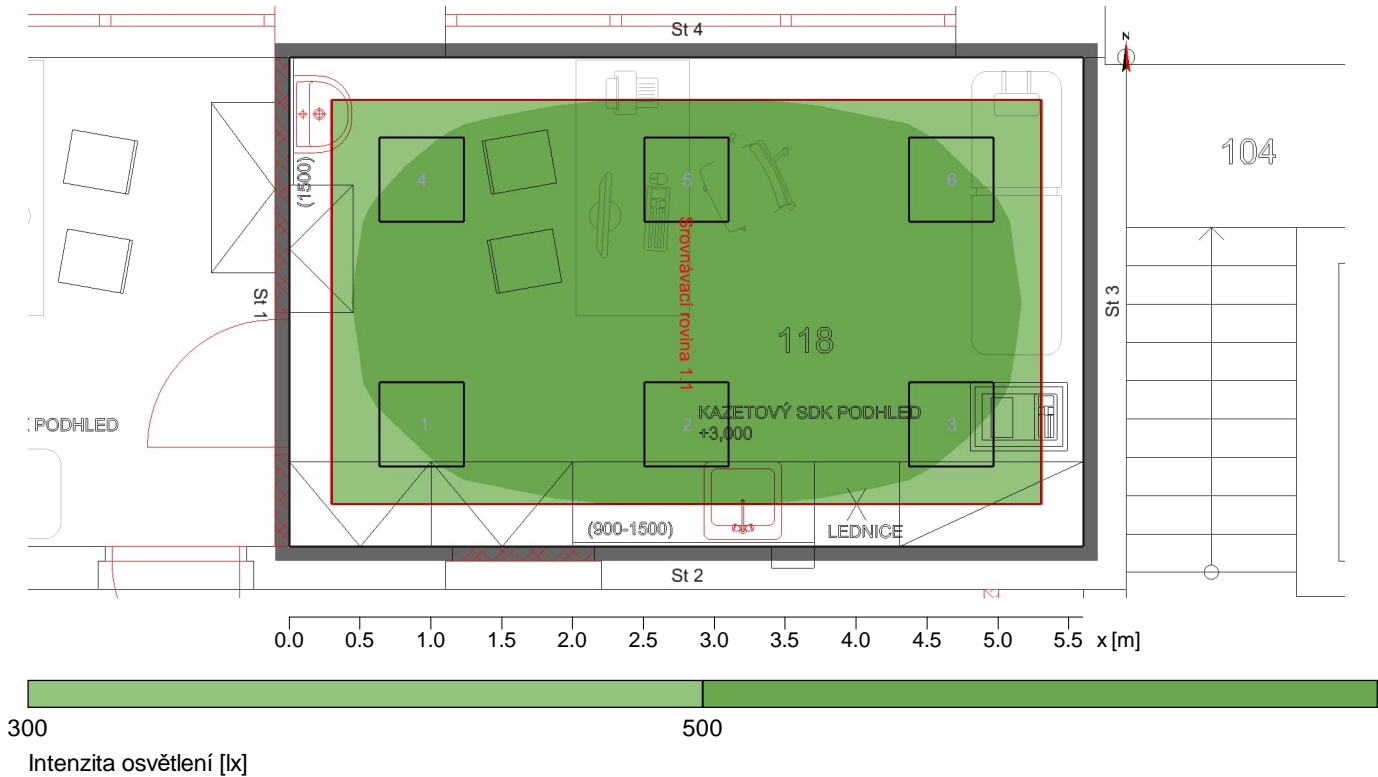 St 4
N
104
4
5
6
(1500)
Srovnávací rovina 1.1
St 1
St 3
118
KAZETOVÝ SDK PODHLED
+3,000
PODHLED
1
2
3
(900-1500)
LEDNICE
St 2
0.0 0.5 1.0 1.5 2.0 2.5 3.0 3.5 4.0 4.5 5.0 5.5 x [m]
300 500
Intenzita osvětlení [lx]